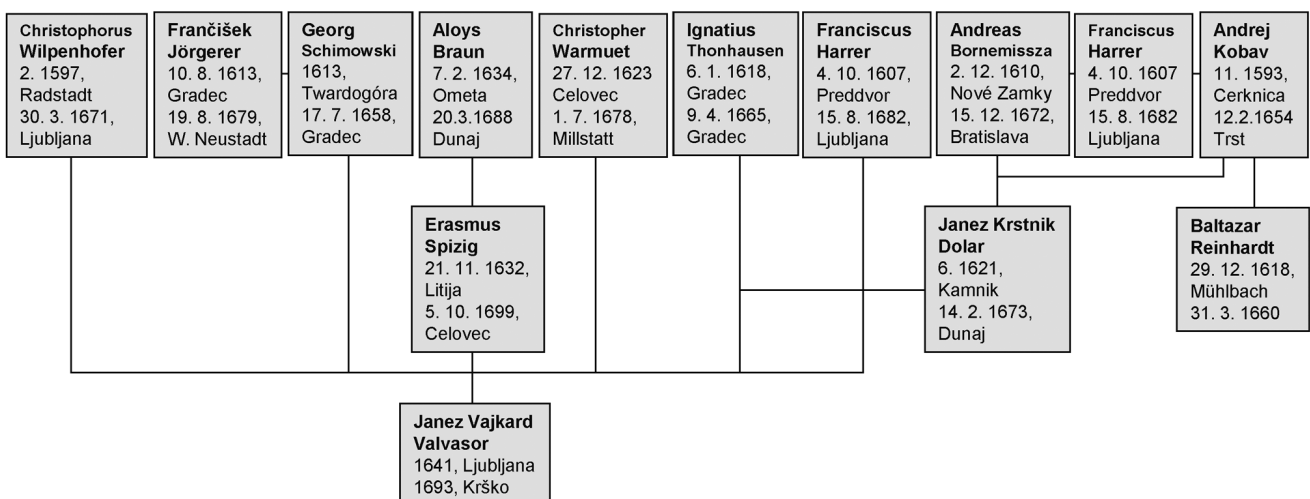 Christophorus
Wilpenhofer
2. 1597,
Radstadt
30. 3. 1671,
Ljubljana
Frančišek
Jörgerer
10. 8. 1613,
Gradec
19. 8. 1679,
W. Neustadt
Georg
Schimowski
1613,
Twardogóra
17. 7. 1658,
Gradec
Aloys
Braun
7. 2. 1634,
Ometa
20.3.1688
Dunaj
Christopher
Warmuet
27. 12. 1623
Celovec
1. 7. 1678,
Millstatt
Ignatius
Thonhausen
6. 1. 1618,
Gradec
9. 4. 1665,
Gradec
Franciscus
Harrer
4. 10. 1607,
Preddvor
15. 8. 1682,
Ljubljana
Andreas
Bornemissza
2. 12. 1610,
Nové Zamky
15. 12. 1672,
Bratislava
Franciscus
Harrer
4. 10. 1607
Preddvor
15. 8. 1682
Ljubljana
Andrej
Kobav
11. 1593,
Cerknica
12.2.1654
Trst
Erasmus
Spizig
21. 11. 1632,
Litija
5. 10. 1699,
Celovec
Janez Krstnik
Dolar
6. 1621,
Kamnik
14. 2. 1673,
Dunaj
Baltazar
Reinhardt
29. 12. 1618,
Mühlbach
31. 3. 1660
Janez Vajkard
Valvasor
1641, Ljubljana
1693, Krško